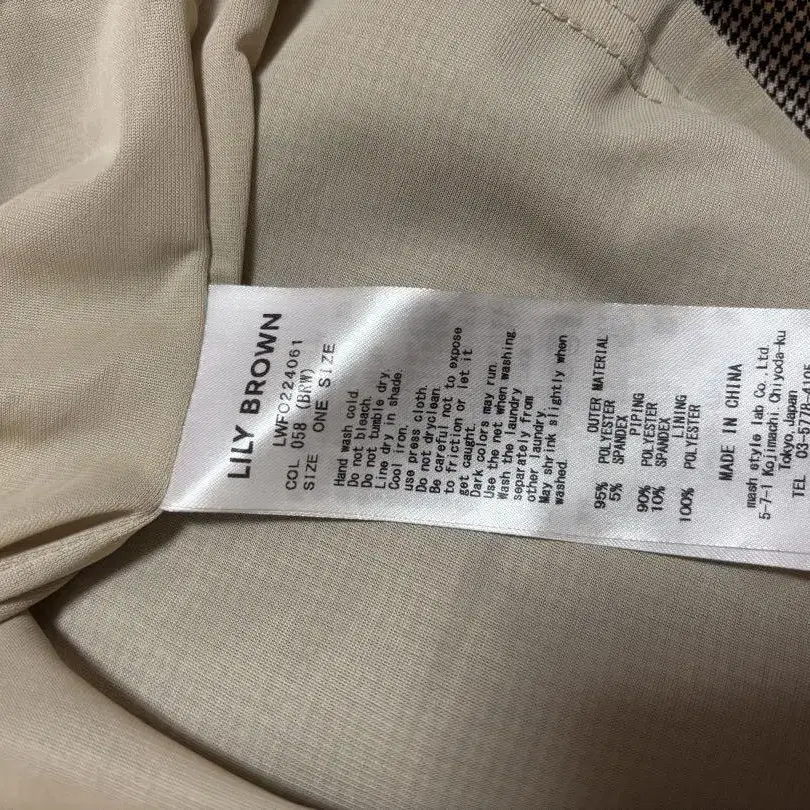 LILY BROWN
LWFO224061
COL 058 (BRW)
SIZE ONE SIZE
Hand wash cold
Do not bleach.
Do not tumble dry.
Line dry in shade.
Cool iron,
use press cloth.
Do not dryclean.
Be careful not to expose
to friction or let it
get caught.
Dark colors may run.
Use the net when washing.
Wash the laundry
separately from
other laundry.
May shrink slightly when
washed.
OUTER MATERIAL
95% POLYESTER
5% SPANDEX
PIPING
90% POLYESTER
10% SPANDEX
LINING
100% POLYESTER
MADE IN CHINA
mash style lab Co. Ltd.
5-7-1 Kojimachi, Chiyoda-ku
Tokyo, Japan
TEL